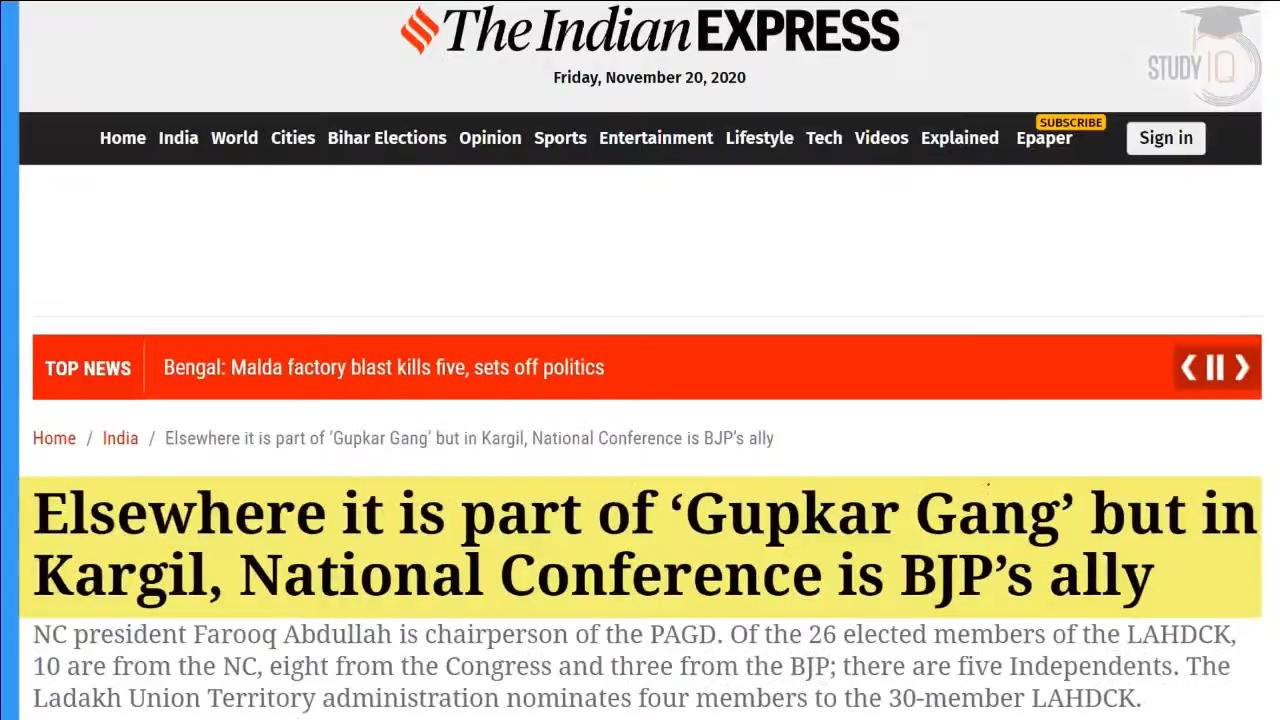 The Indian EXPRESS
STUDY IQ
Friday, November 20, 2020
SUBSCRIBE
Home India World Cities Bihar Elections Opinion Sports Entertainment Lifestyle Tech Videos Explained Epaper Sign in
TOP NEWS Bengal: Malda factory blast kills five, sets off politics
Home / India / Elsewhere it is part of ‘Gupkar Gang’ but in Kargil, National Conference is BJP’s ally
Elsewhere it is part of ‘Gupkar Gang’ but in
Kargil, National Conference is BJP’s ally
NC president Farooq Abdullah is chairperson of the PAGD. Of the 26 elected members of the LAHDCK,
10 are from the NC, eight from the Congress and three from the BJP; there are five Independents. The
Ladakh Union Territory administration nominates four members to the 30-member LAHDCK.